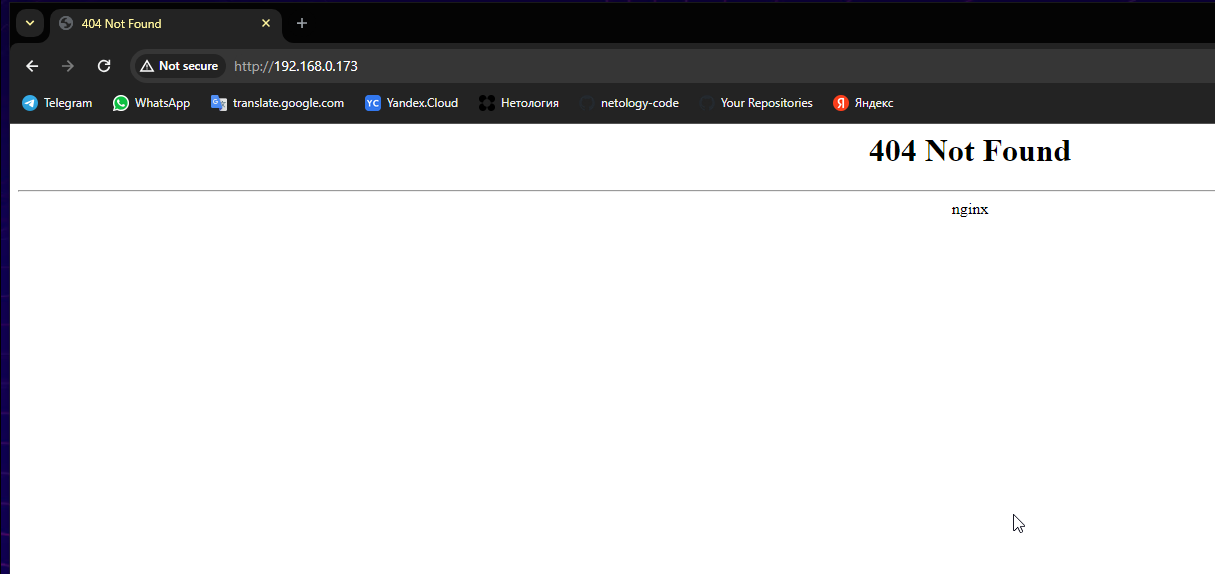 404 Not Found
Not secure http://192.168.0.173
Telegram WhatsApp translate.google.com YC Yandex.Cloud Нетология netology-code Your Repositories Я Яндекс
404 Not Found
nginx